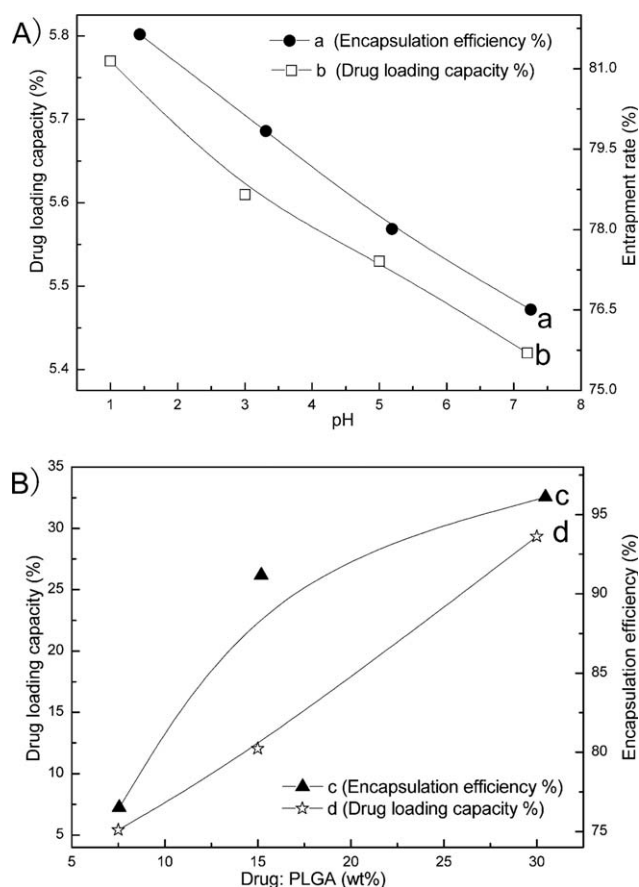 A)
a (Encapsulation efficiency %)
b (Drug loading capacity %)
Drug loading capacity (%)
5.8
5.7
5.6
5.5
5.4
Entrapment rate (%)
81.0
79.5
78.0
76.5
75.0
a
b
1 2 3 4 5 6 7 8
pH
B)
Drug loading capacity (%)
35
30
25
20
15
10
5
Encapsulation efficiency (%)
95
90
85
80
75
c
d
c (Encapsulation efficiency %)
d (Drug loading capacity %)
5 10 15 20 25 30
Drug: PLGA (wt%)